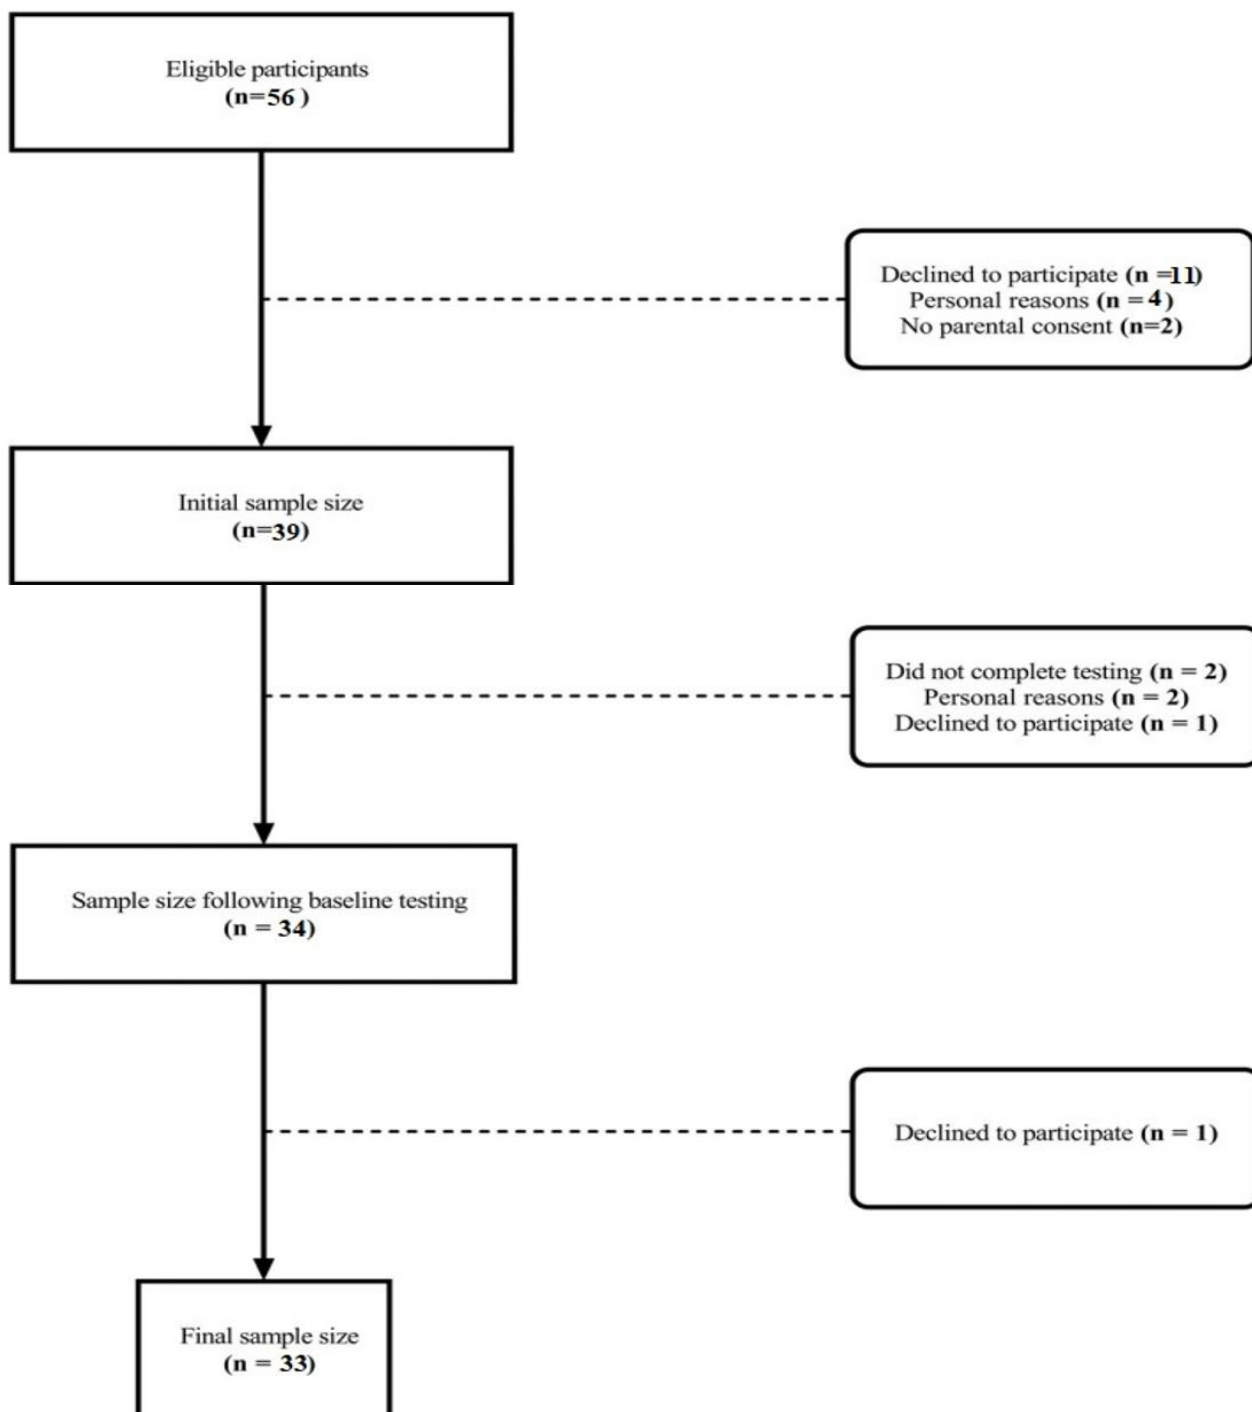 Eligible participants
(n=56 )
Declined to participate (n =11)
Personal reasons (n = 4)
No parental consent (n=2)
Initial sample size
(n=39)
Did not complete testing (n = 2)
Personal reasons (n = 2)
Declined to participate (n = 1)
Sample size following baseline testing
(n = 34)
Declined to participate (n = 1)
Final sample size
(n = 33)